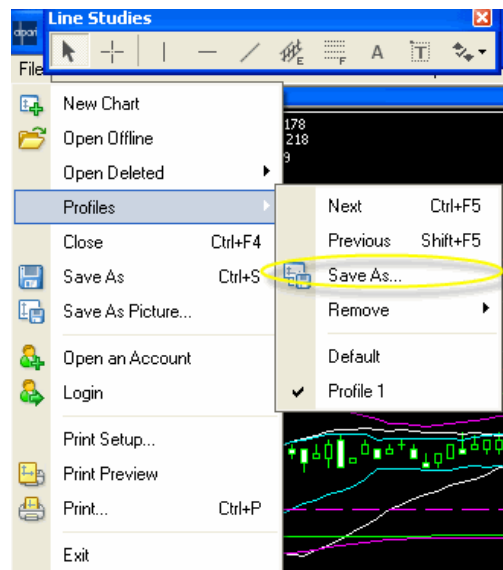 Line Studies
alpari
E
F
A
T
File
New Chart
Open Offline
Open Deleted
Profiles
Close Ctrl+F4
Save As Ctrl+S
Save As Picture...
Open an Account
Login
Print Setup...
Print Preview
Print... Ctrl+P
Exit
178
218
9
Next Ctrl+F5
Previous Shift+F5
Save As...
Remove
Default
Profile 1